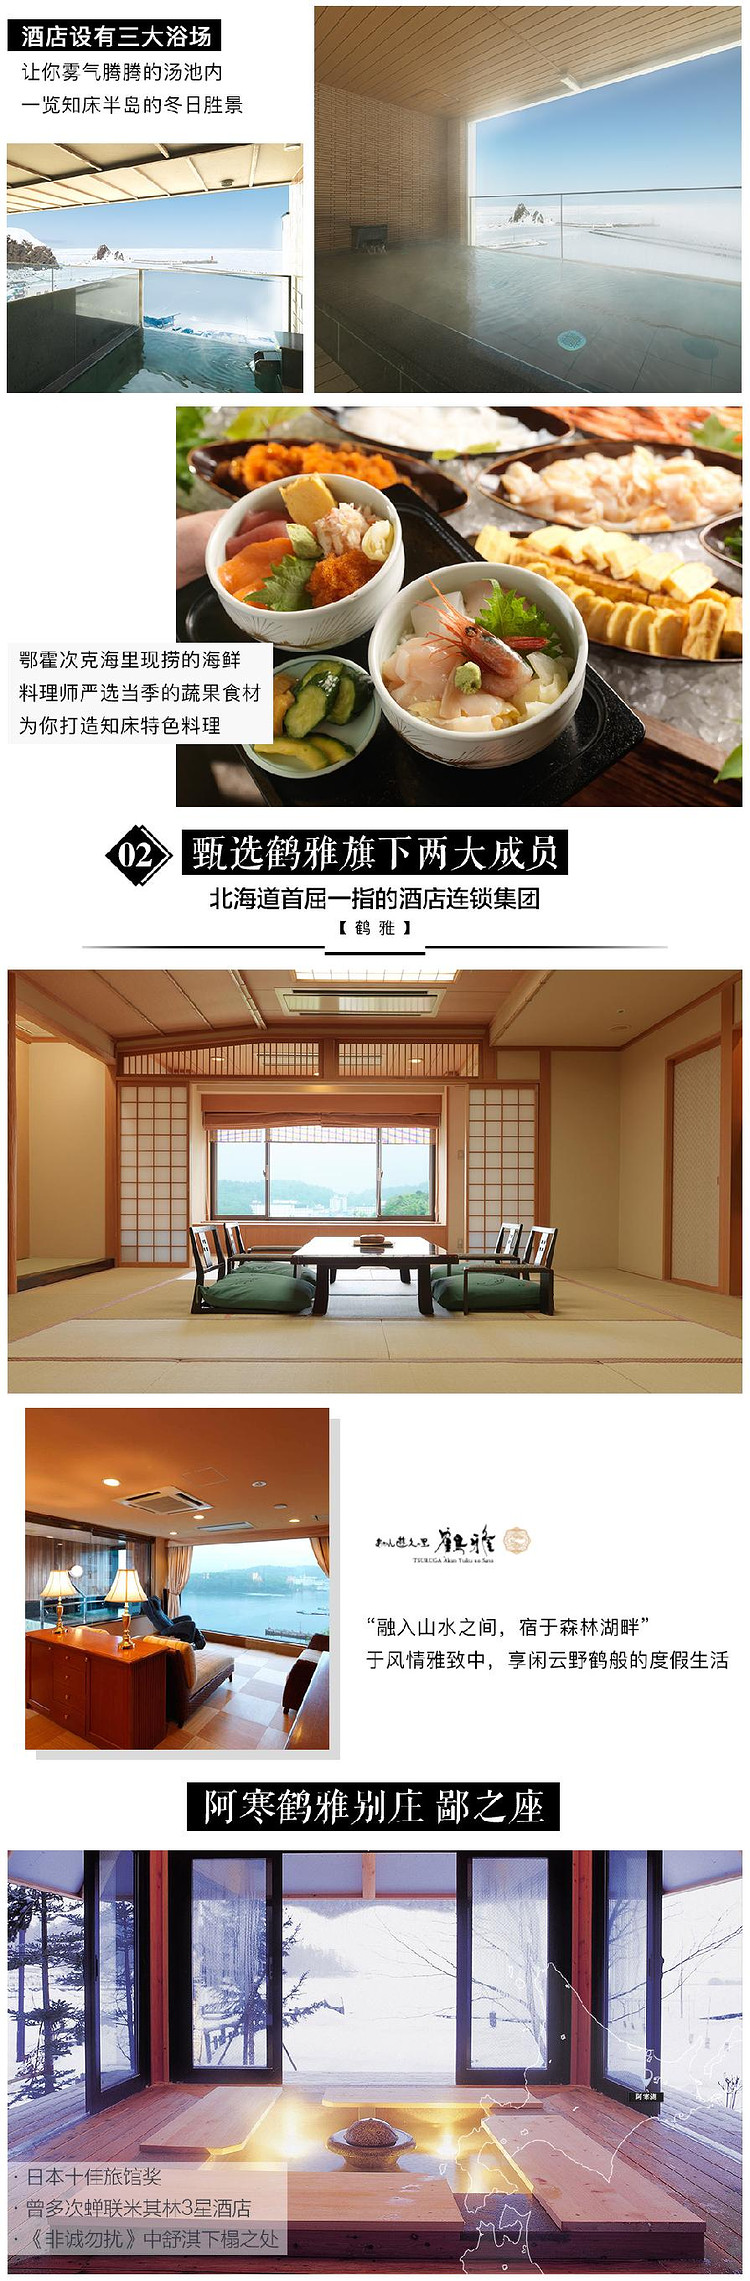 酒店设有三大浴场
让你雾气腾腾的汤池内
一览知床半岛的冬日胜景
鄂霍次克海里现捞的海鲜
料理师严选当季的蔬果食材
为你打造知床特色料理
02
甄选鹤雅旗下两大成员
北海道首屈一指的酒店连锁集团
【鹤雅】
あかん遊久の里 鶴雅
TSURUGA Akan Yuku no Sato
“融入山水之间，宿于森林湖畔”
于风情雅致中，享闲云野鹤般的度假生活
阿寒鹤雅别庄 鄙之座
阿寒湖
· 日本十佳旅馆奖
· 曾多次蝉联米其林3星酒店
· 《非诚勿扰》中舒淇下榻之处